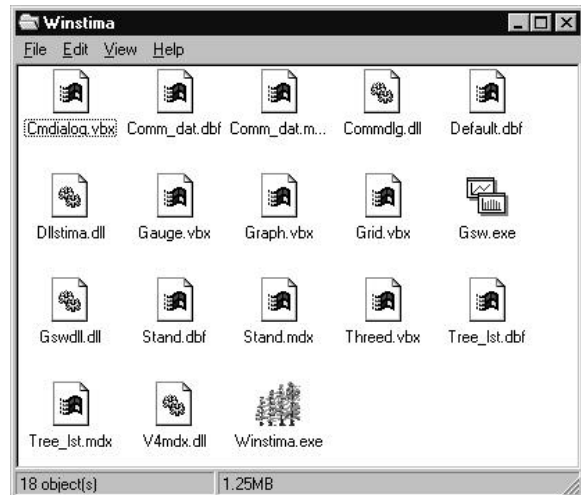 Winstima
File Edit View Help
Cmdialog.vbx Comm_dat.dbf Comm_dat.m... Commdlg.dll Default.dbf
Dllstima.dll Gauge.vbx Graph.vbx Grid.vbx Gsw.exe
Gswdll.dll Stand.dbf Stand.mdx Threed.vbx Tree_lst.dbf
Tree_lst.mdx V4mdx.dll Winstima.exe
18 object(s) 1.25MB